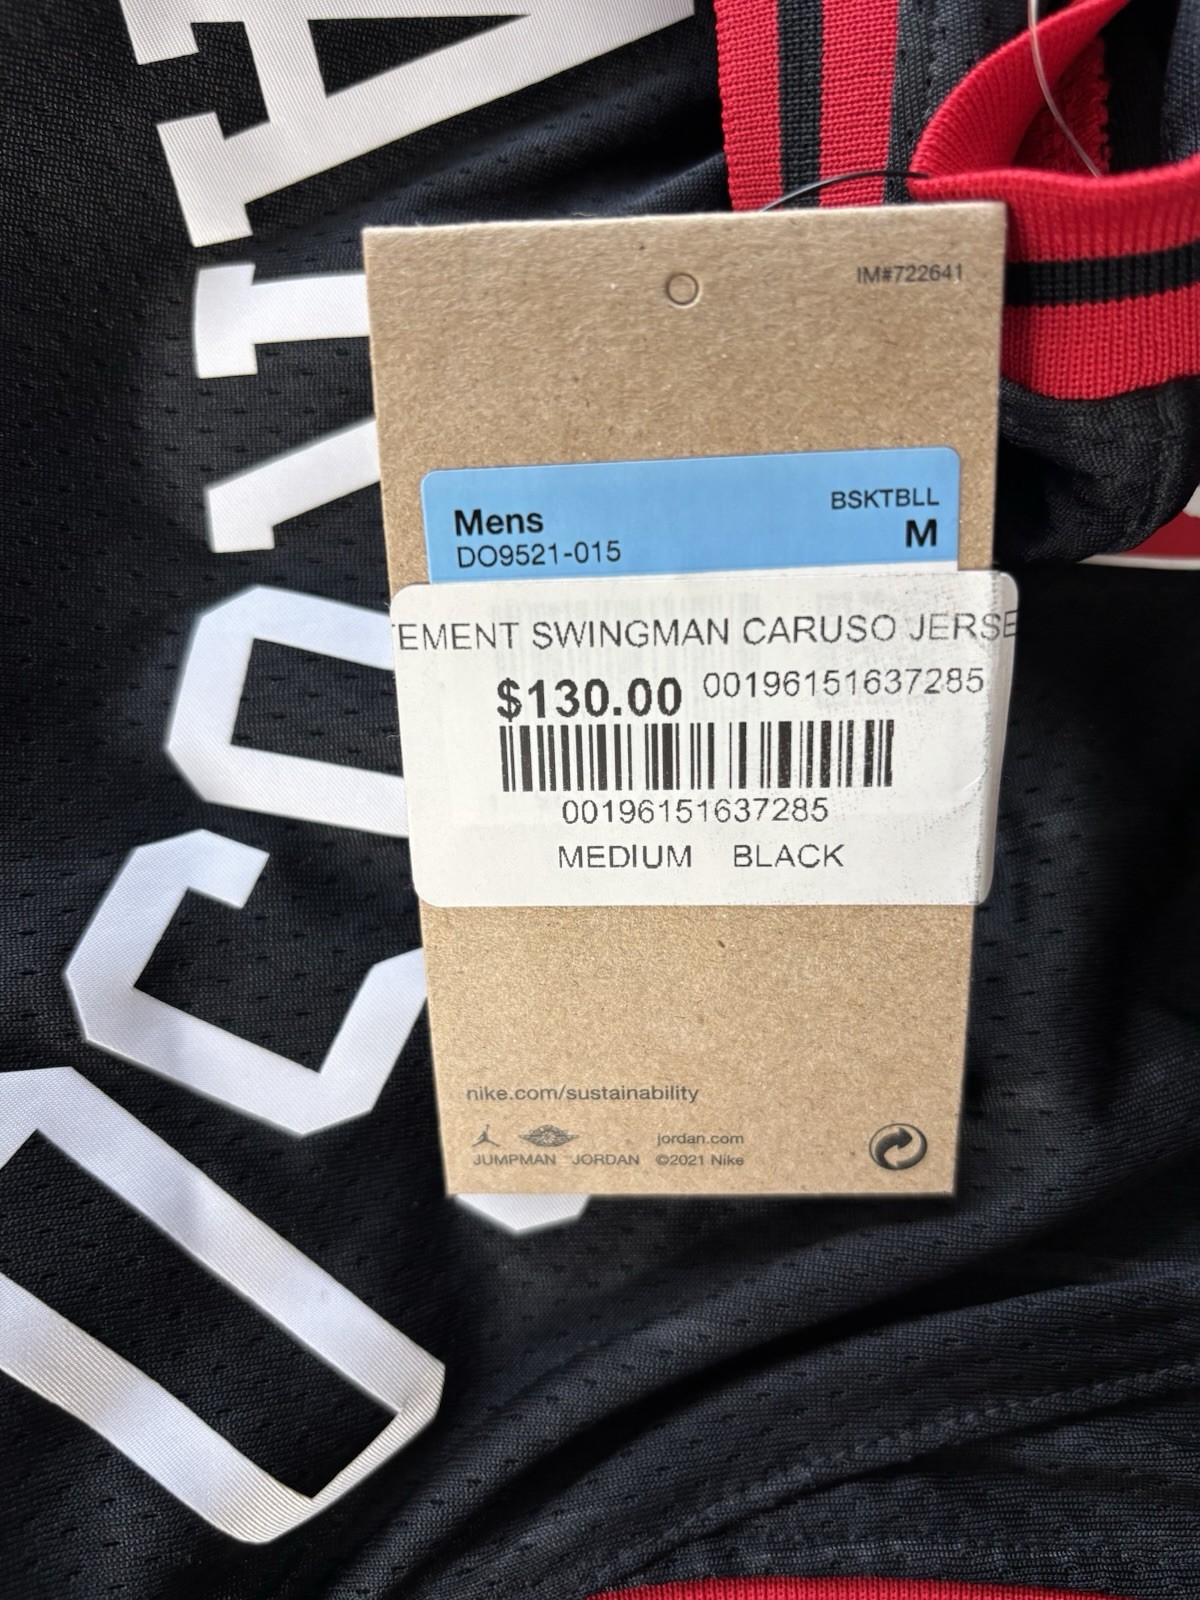 IM#722641
Mens
BSKTBLL
DO9521-015
M
TEMENT SWINGMAN CARUSO JERSE
$130.00 00196151637285
00196151637285
MEDIUM BLACK
nike.com/sustainability
jordan.com
JUMPMAN JORDAN ©2021 Nike